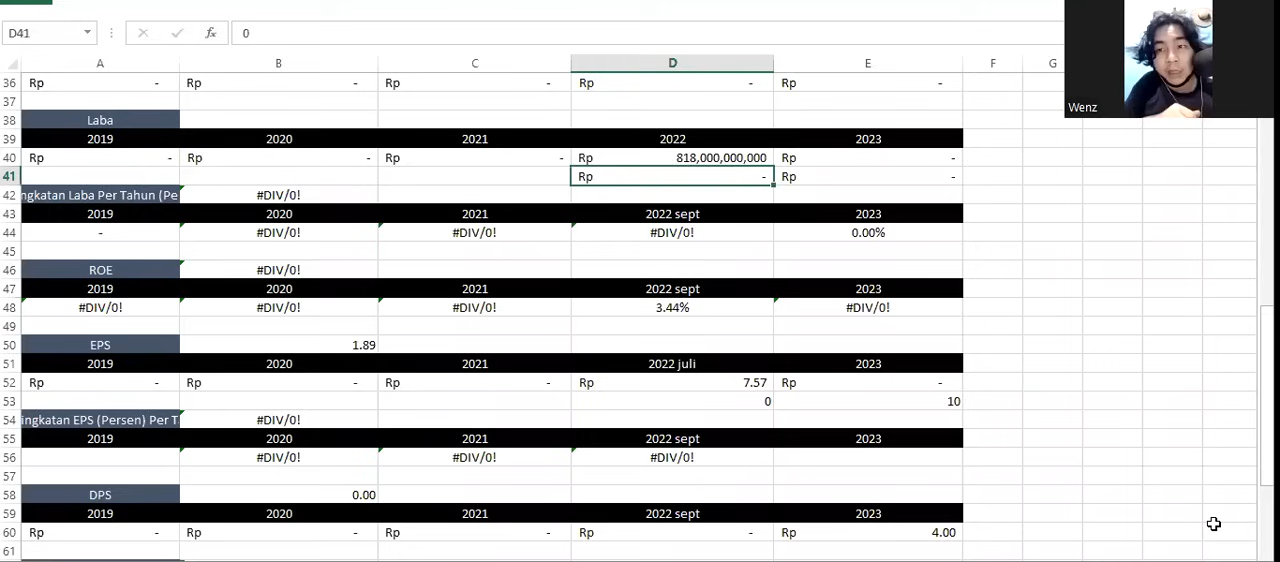 D41 fx 0
A B C D E F G
Wenz
36 Rp - Rp - Rp - Rp - Rp -
37
38 Laba
39 2019 2020 2021 2022 2023
40 Rp - Rp - Rp - Rp 818,000,000,000 Rp -
41 Rp - Rp -
42 ngkatan Laba Per Tahun (Pe #DIV/0!
43 2019 2020 2021 2022 sept 2023
44 - #DIV/0! #DIV/0! #DIV/0! 0.00%
45
46 ROE #DIV/0!
47 2019 2020 2021 2022 sept 2023
48 #DIV/0! #DIV/0! #DIV/0! 3.44% #DIV/0!
49
50 EPS 1.89
51 2019 2020 2021 2022 juli 2023
52 Rp - Rp - Rp - Rp 7.57 Rp -
53 0 10
54 ingkatan EPS (Persen) Per T #DIV/0!
55 2019 2020 2021 2022 sept 2023
56 #DIV/0! #DIV/0! #DIV/0!
57
58 DPS 0.00
59 2019 2020 2021 2022 sept 2023
60 Rp - Rp - Rp - Rp - Rp 4.00
61